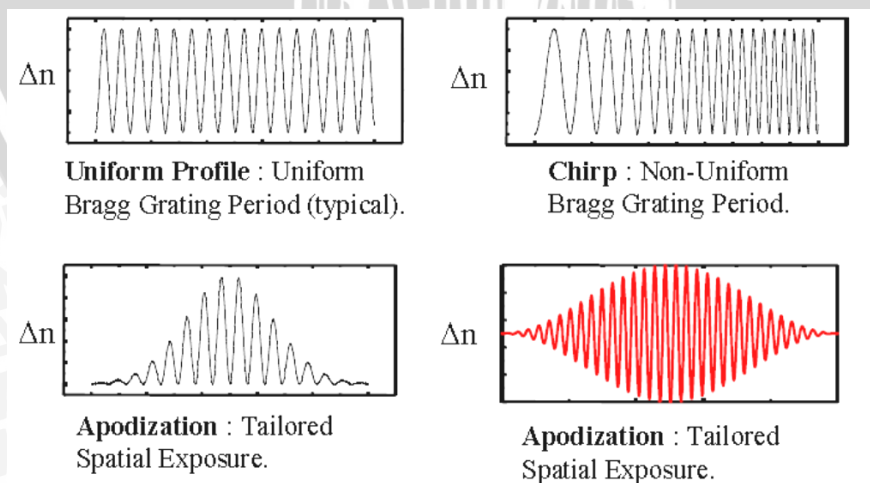 Δn
Uniform Profile : Uniform
Bragg Grating Period (typical).
Δn
Chirp : Non-Uniform
Bragg Grating Period.
Δn
Apodization : Tailored
Spatial Exposure.
Δn
Apodization : Tailored
Spatial Exposure.